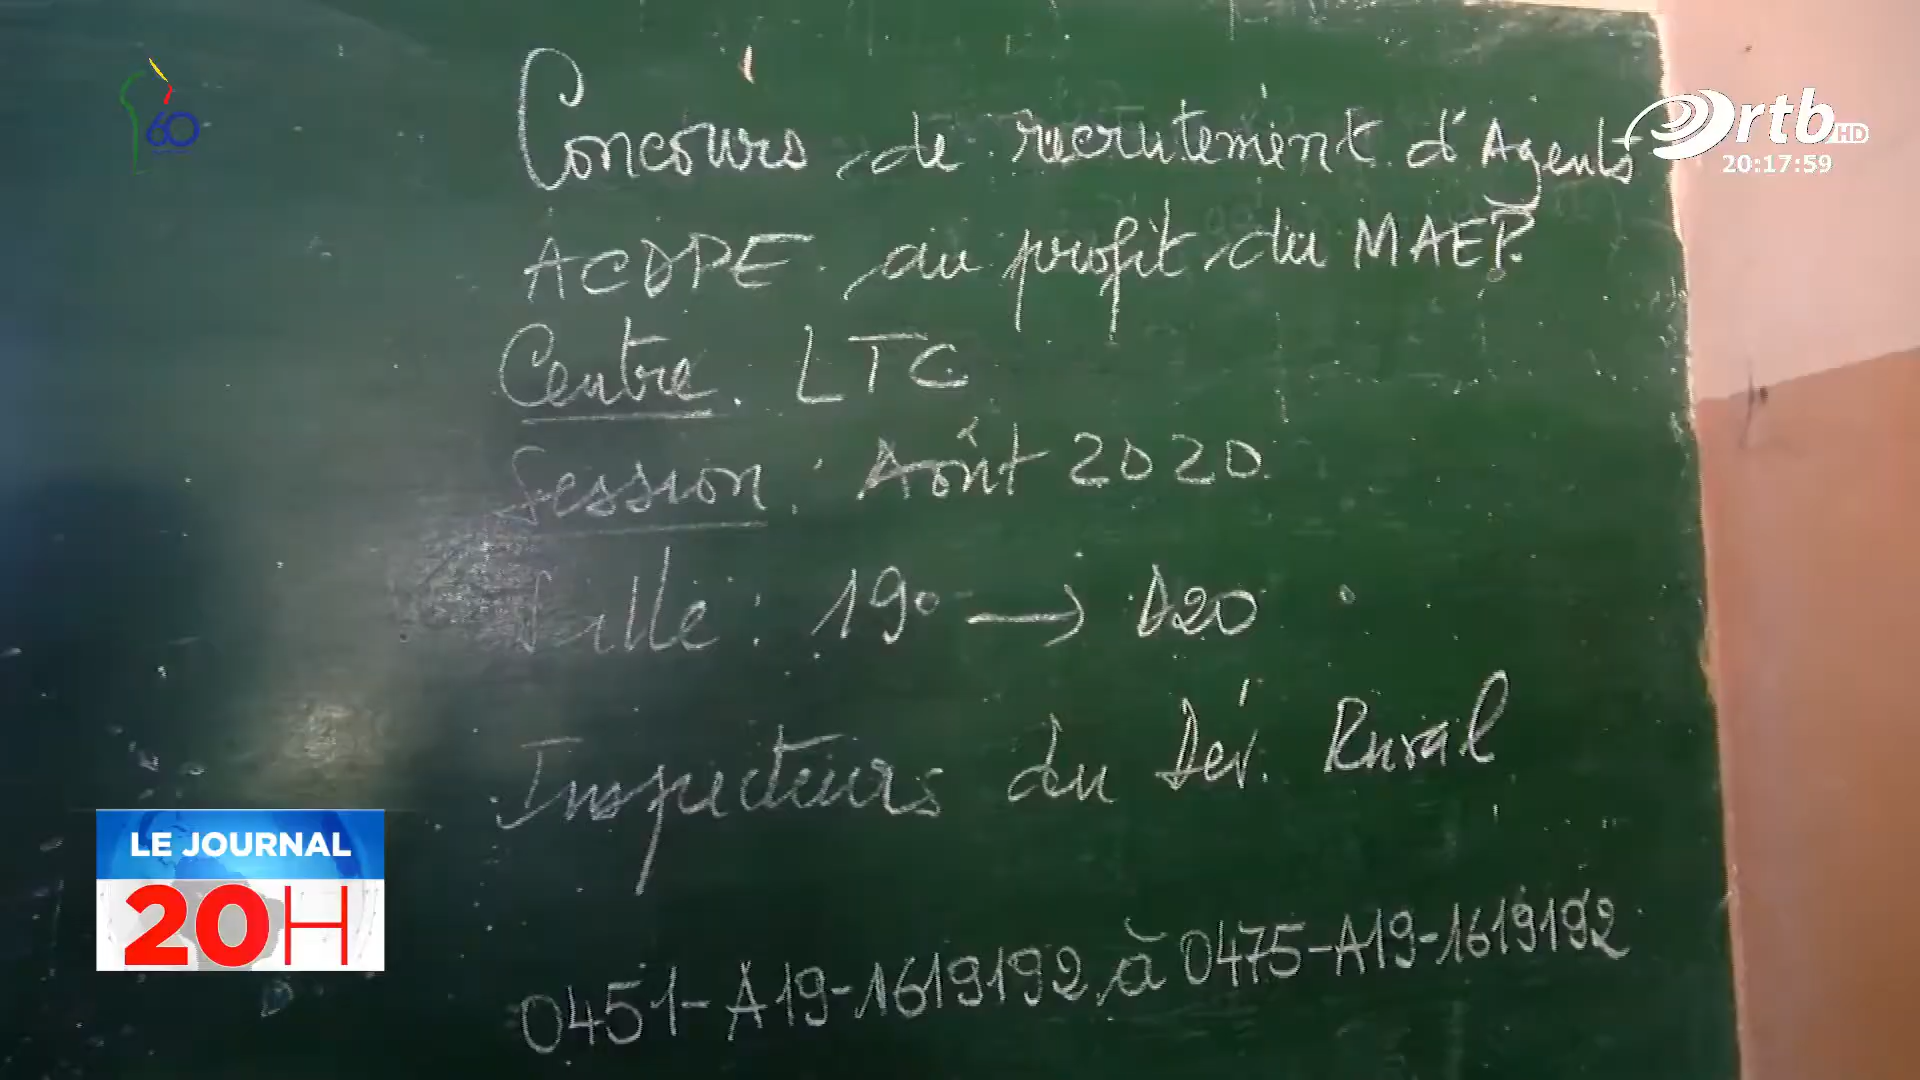 Concours de recrutement d'Agents
ACDPE au profit du MAEP.
Centre. LTC
Session : Août 2020
Salle : 19 → A20
Inspecteurs du Dév. Rural
0451-A19-1619192 à 0475-A19-1619192
60
rtb HD
20:17:59
LE JOURNAL
20H